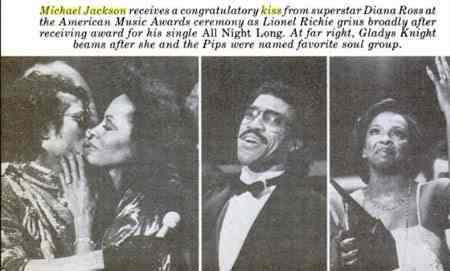 Michael Jackson receives a congratulatory kiss from superstar Diana Ross at
the American Music Awards ceremony as Lionel Richie grins broadly after
receiving award for his single All Night Long. At far right, Gladys Knight
beams after she and the Pips were named favorite soul group.